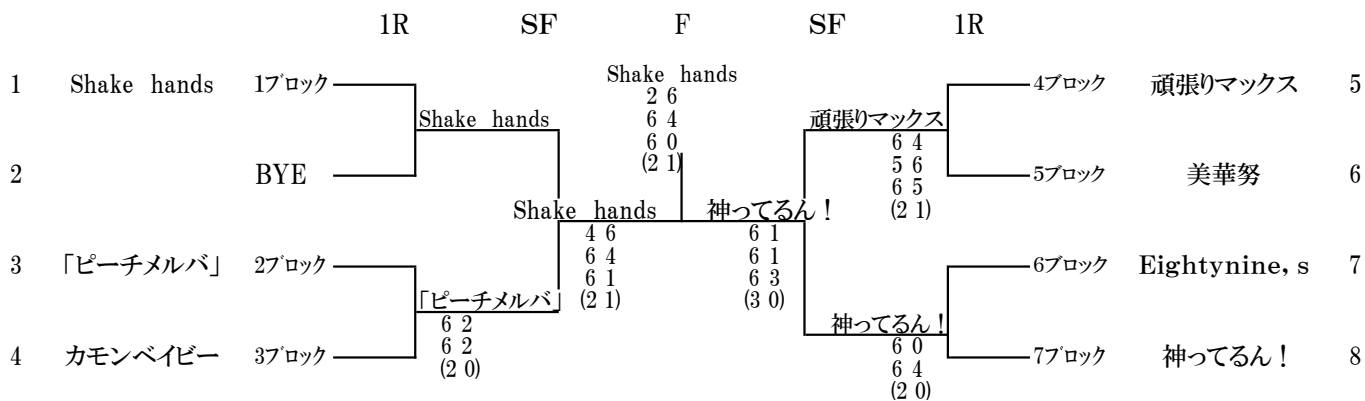 1R SF F SF 1R
Shake hands
1 Shake hands 1ブロック 2 6 4ブロック 頑張りマックス 5
6 4
Shake hands 6 0 頑張りマックス
(2 1) 6 4
2 BYE 5 6 5ブロック 美華努 6
6 5
Shake hands 神ってるん! (2 1)
4 6 6 1
6 4 6 1
3 「ピーチメルバ」 2ブロック 6 1 6 3 6ブロック Eightynine, s 7
「ピーチメルバ」 (2 1) (3 0)
6 2 神ってるん!
6 2 6 0
4 カモンベイビー 3ブロック (2 0) 6 4 7ブロック 神ってるん! 8
(2 0)